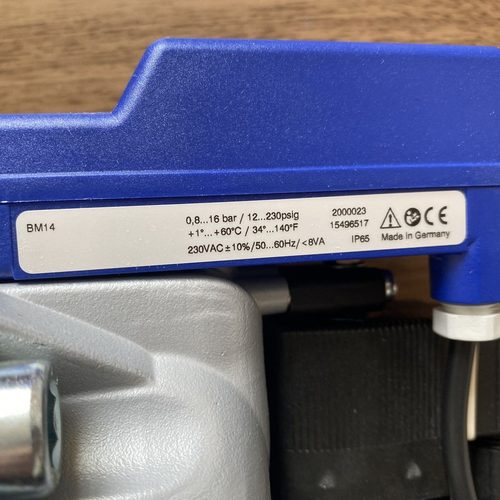 BM14
0,8...16 bar / 12...230psig
+1°...+60°C / 34°...140°F
230VAC±10%/50...60Hz/<8VA
2000023
15496517
IP65
CE
Made in Germany